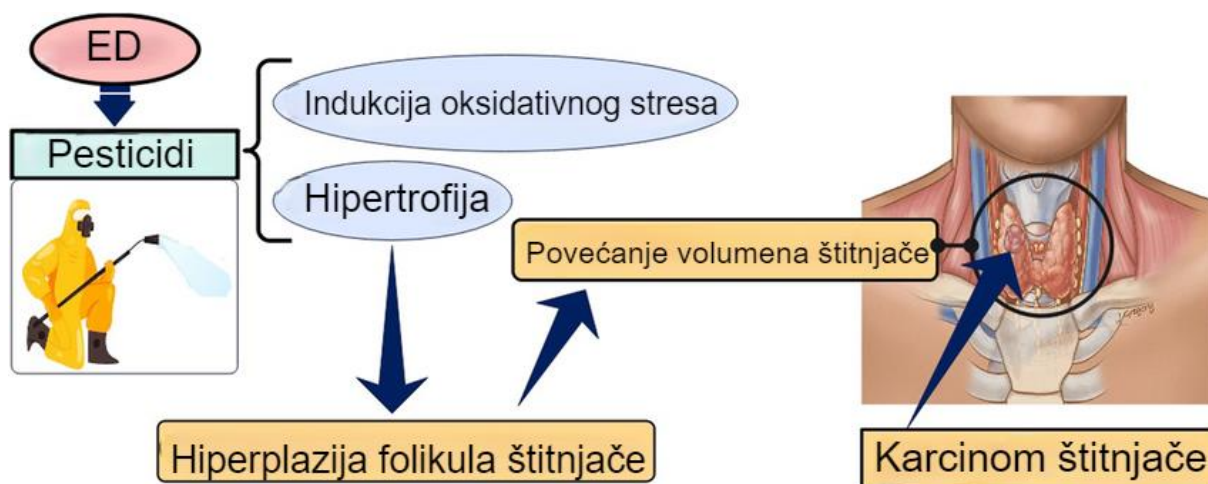 ED
Pesticidi
Indukcija oksidativnog stresa
Hipertrofija
Povećanje volumena štitnjače
Hiperplazija folikula štitnjače
Karcinom štitnjače